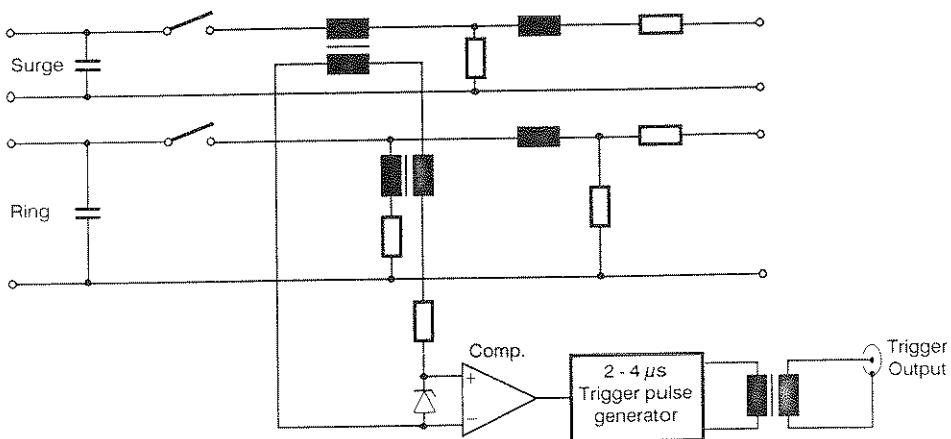 Surge
Ring
Comp.
+
−
2 - 4 µs
Trigger pulse
generator
Trigger
Output